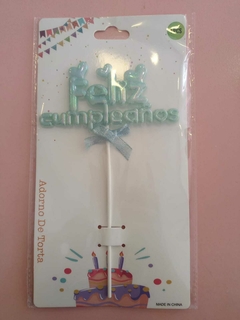 Feliz
cumpleaños
Adorno De Torta
MADE IN CHINA